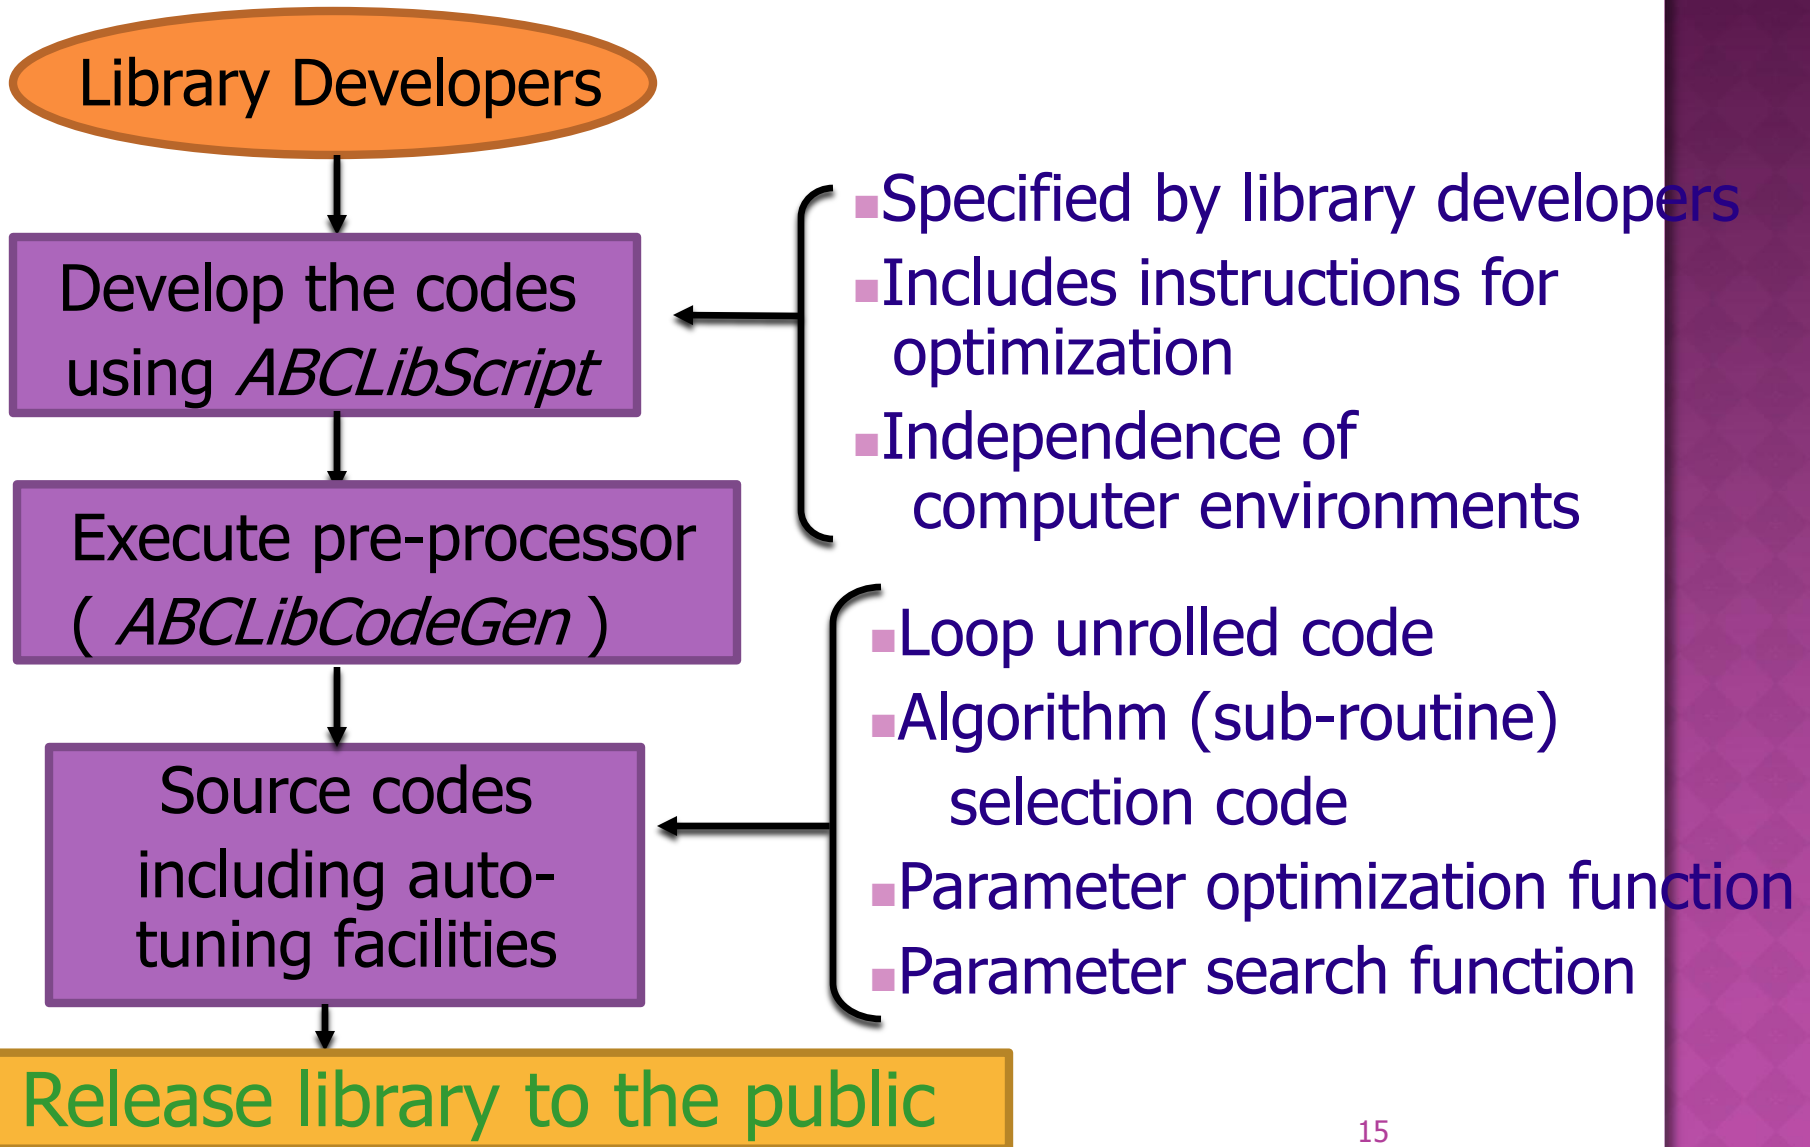 Library Developers
Develop the codes
using ABCLibScript
Execute pre-processor
( ABCLibCodeGen )
Source codes
including auto-
tuning facilities
Release library to the public
▪Specified by library developers
▪Includes instructions for
optimization
▪Independence of
computer environments
▪Loop unrolled code
▪Algorithm (sub-routine)
selection code
▪Parameter optimization function
▪Parameter search function
15